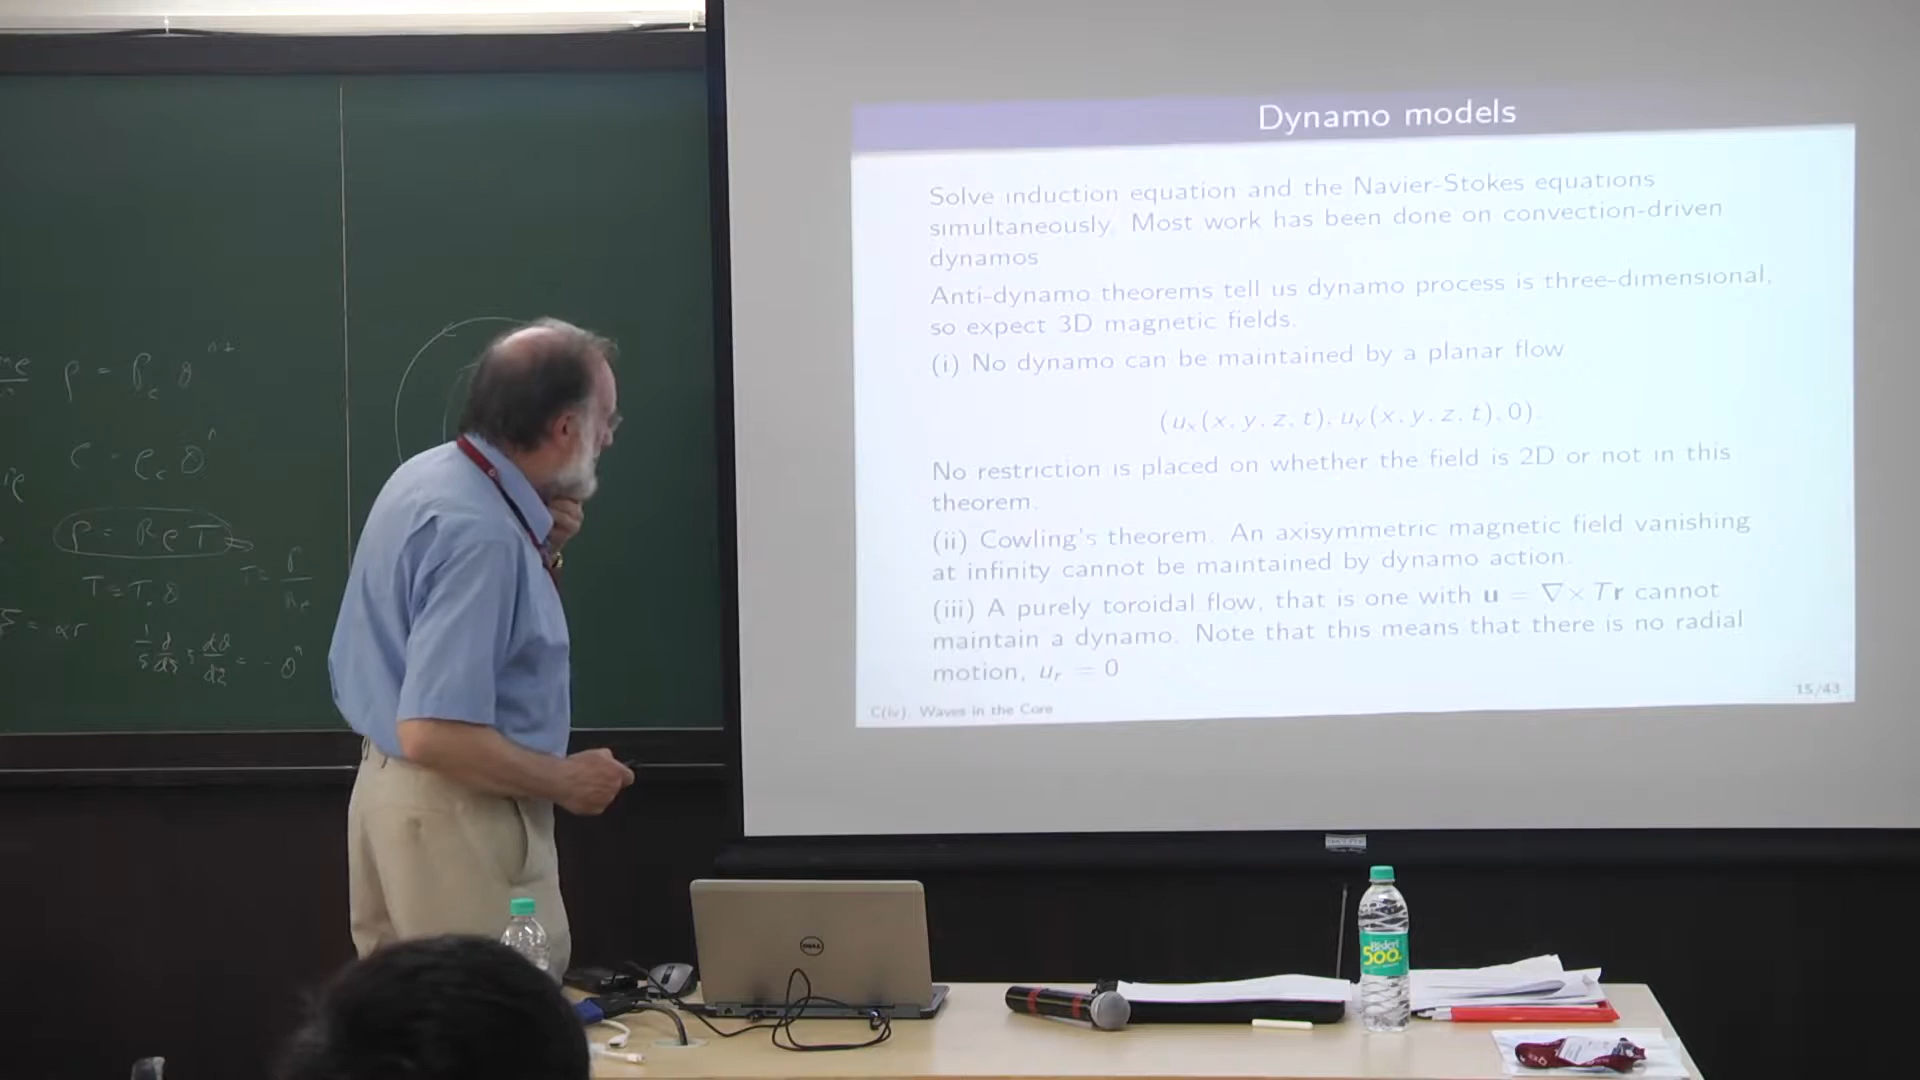 Dynamo models
Solve induction equation and the Navier-Stokes equations
simultaneously. Most work has been done on convection-driven
dynamos
Anti-dynamo theorems tell us dynamo process is three-dimensional,
so expect 3D magnetic fields.
(i) No dynamo can be maintained by a planar flow
(uₓ(x, y, z, t), u_y(x, y, z, t), 0).
No restriction is placed on whether the field is 2D or not in this
theorem.
(ii) Cowling's theorem. An axisymmetric magnetic field vanishing
at infinity cannot be maintained by dynamo action.
(iii) A purely toroidal flow, that is one with u = ∇ × Tr cannot
maintain a dynamo. Note that this means that there is no radial
motion, uᵣ = 0
15/43
C(iv). Waves in the Core
DELL
Bisleri
500